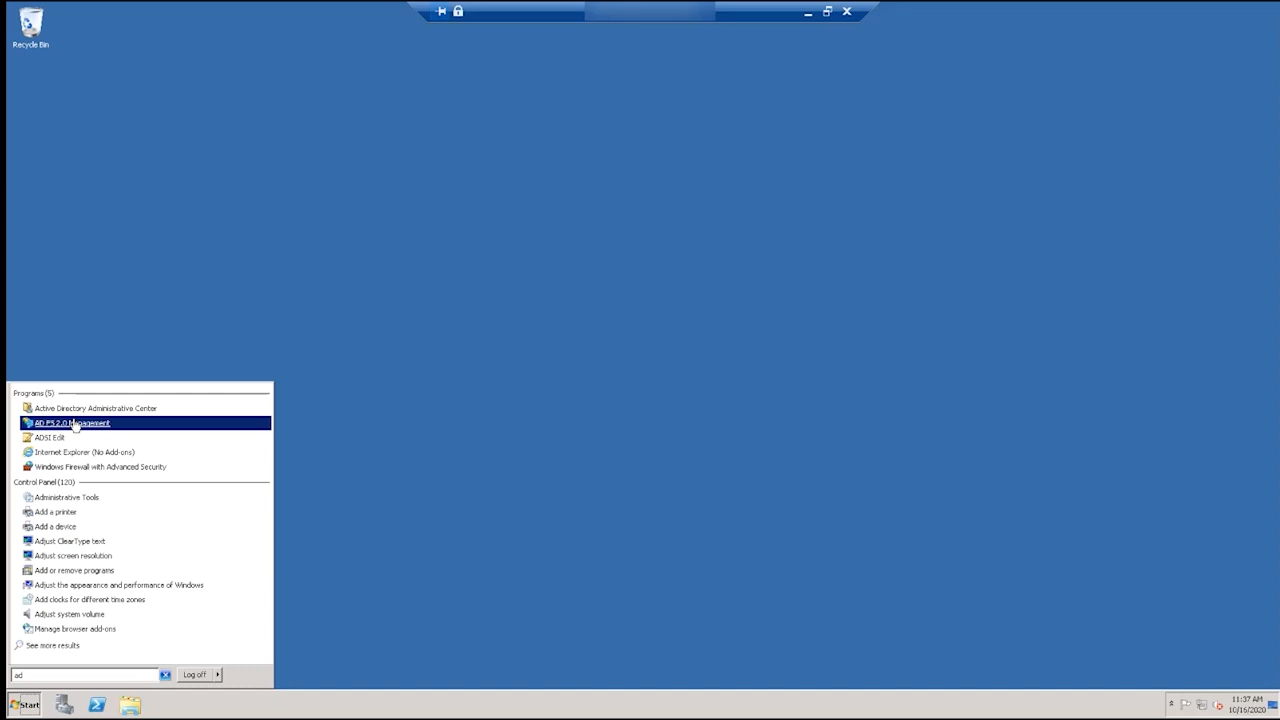 Recycle Bin
Programs (5)
Active Directory Administrative Center
AD FS 2.0 Management
ADSI Edit
Internet Explorer (No Add-ons)
Windows Firewall with Advanced Security
Control Panel (120)
Administrative Tools
Add a printer
Add a device
Adjust ClearType text
Adjust screen resolution
Add or remove programs
Adjust the appearance and performance of Windows
Add clocks for different time zones
Adjust system volume
Manage browser add-ons
See more results
ad
Log off
Start
11:37 AM
10/16/2020